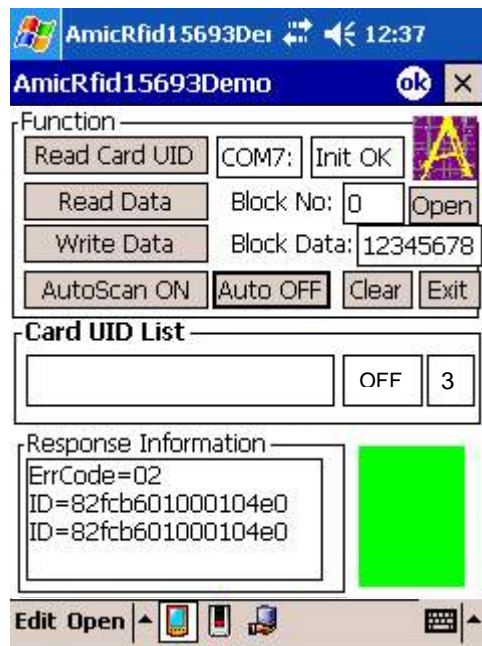 AmicRfid15693Der 12:37
AmicRfid15693Demo ok
Function
Read Card UID COM7: Init OK
Read Data Block No: 0 Open
Write Data Block Data: 12345678
AutoScan ON Auto OFF Clear Exit
Card UID List
OFF 3
Response Information
ErrCode=02
ID=82fcb601000104e0
ID=82fcb601000104e0
Edit Open